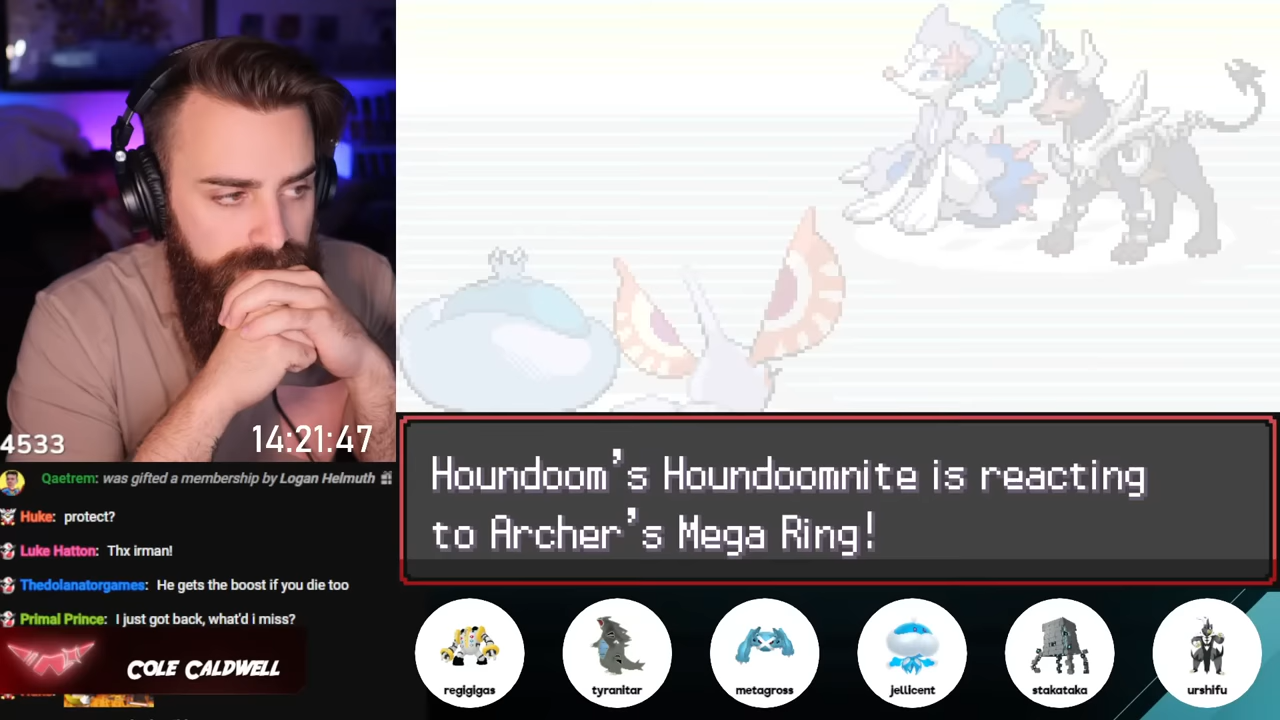 4533
14:21:47
Qaetrem: was gifted a membership by Logan Helmuth
Huke: protect?
Luke Hatton: Thx irman!
Thedolanatorgames: He gets the boost if you die too
Primal Prince: I just got back, what'd i miss?
COLE CALDWELL
Houndoom's Houndoomnite is reacting
to Archer's Mega Ring!
regigigas
tyranitar
metagross
jellicent
stakataka
urshifu